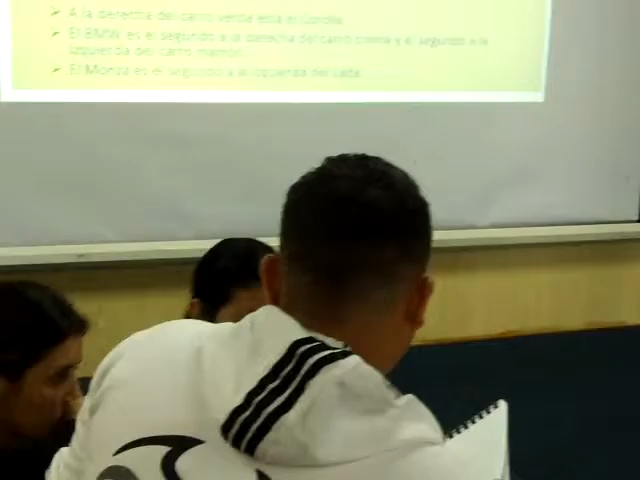 A la derecha del carro verde está el Corolla.
El BMW es el segundo a la derecha del carro crema y el segundo a la
izquierda del carro marrón.
El Monza es el segundo a la izquierda del Lada.